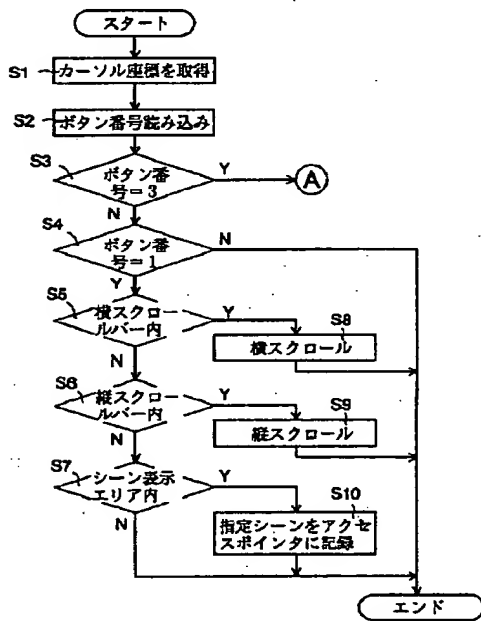 スタート
S1
カーソル座標を取得
S2
ボタン番号読み込み
S3
ボタン番
号=3
Y
A
N
S4
ボタン番
号=1
N
Y
S5
横スクロー
ルバー内
Y
S8
横スクロール
N
S6
縦スクロー
ルバー内
Y
S9
縦スクロール
N
S7
シーン表示
エリア内
Y
S10
指定シーンをアクセ
スポインタに記録
N
エンド